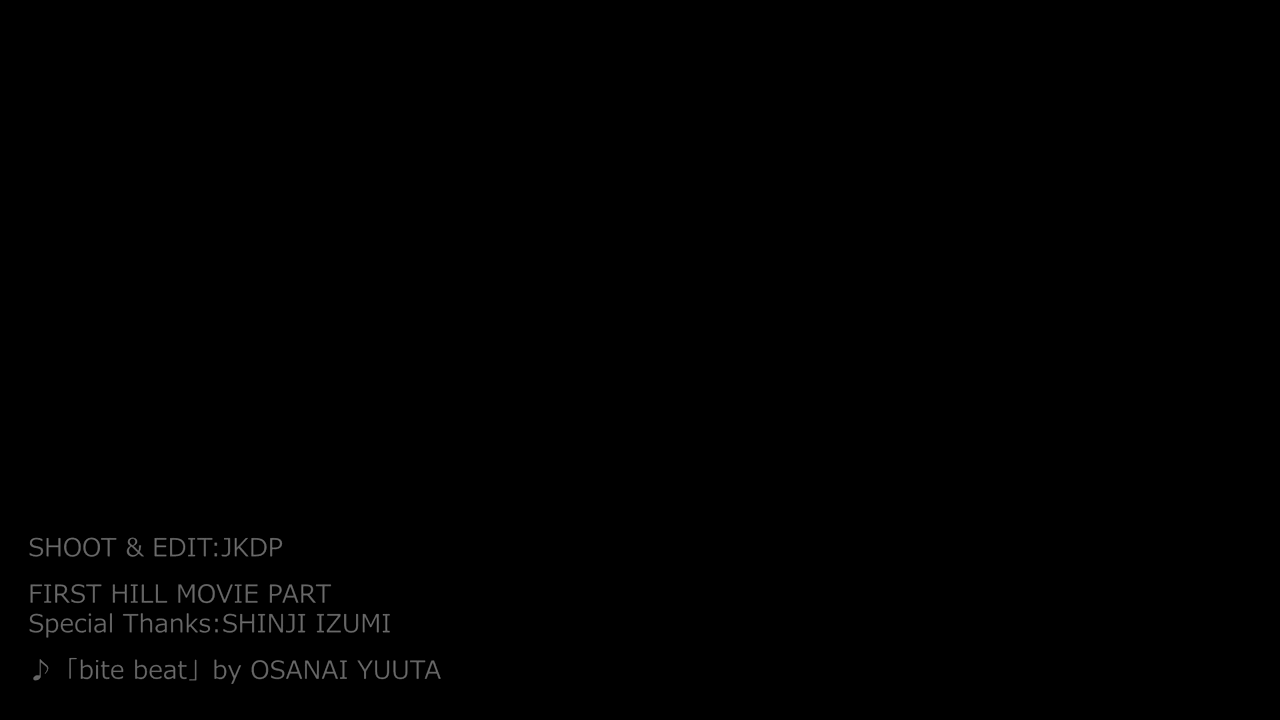 SHOOT & EDIT:JKDP
FIRST HILL MOVIE PART
Special Thanks:SHINJI IZUMI
♪「bite beat」by OSANAI YUUTA